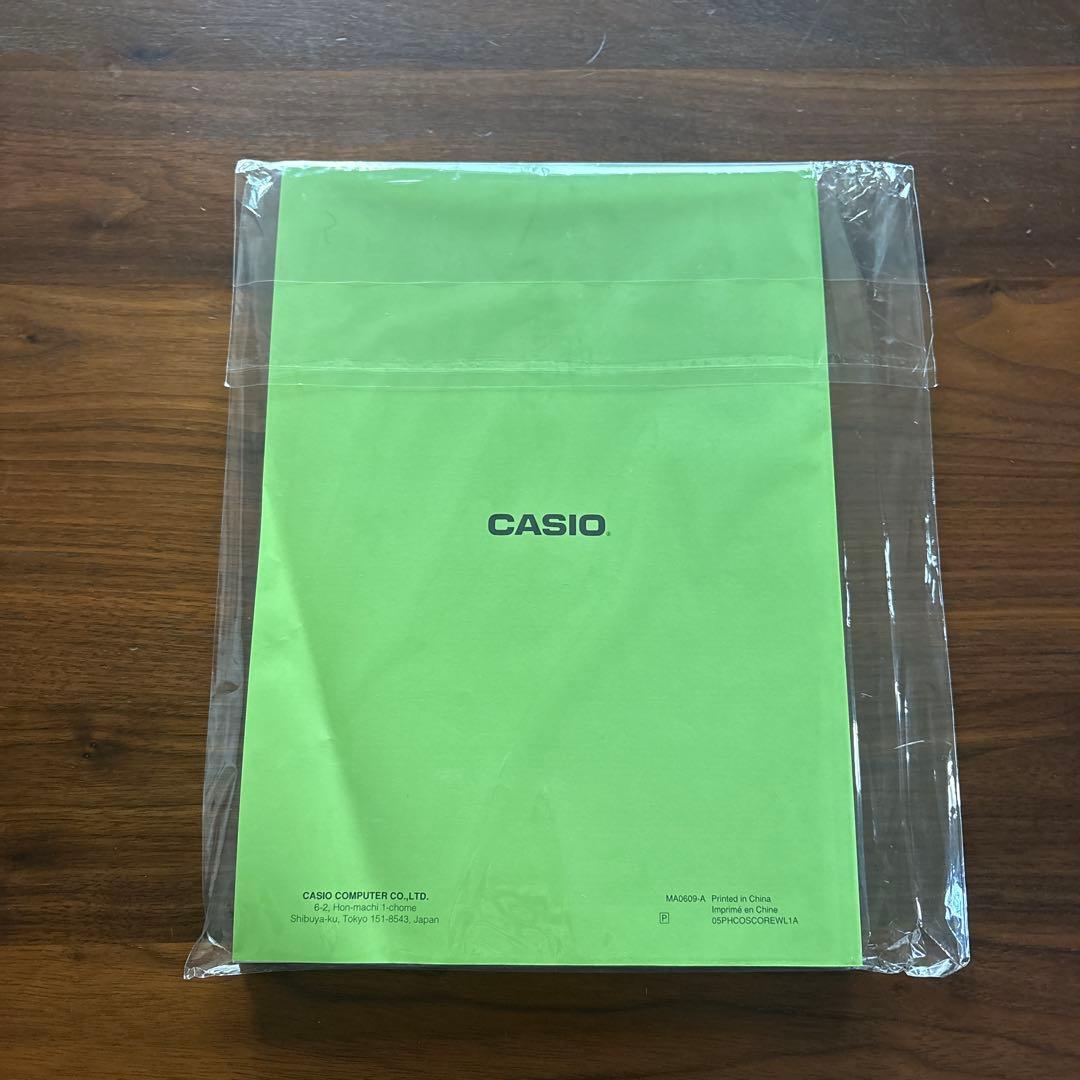 CASIO®
CASIO COMPUTER CO.,LTD.
6-2, Hon-machi 1-chome
Shibuya-ku, Tokyo 151-8543, Japan
MA0609-A Printed in China
Imprimé en Chine
P 05PHCOSCOREWL1A